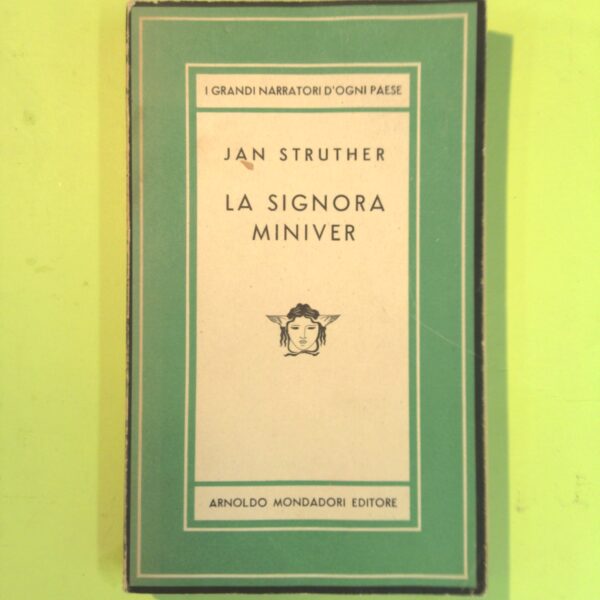 I GRANDI NARRATORI D'OGNI PAESE
JAN STRUTHER
LA SIGNORA
MINIVER
ARNOLDO MONDADORI EDITORE